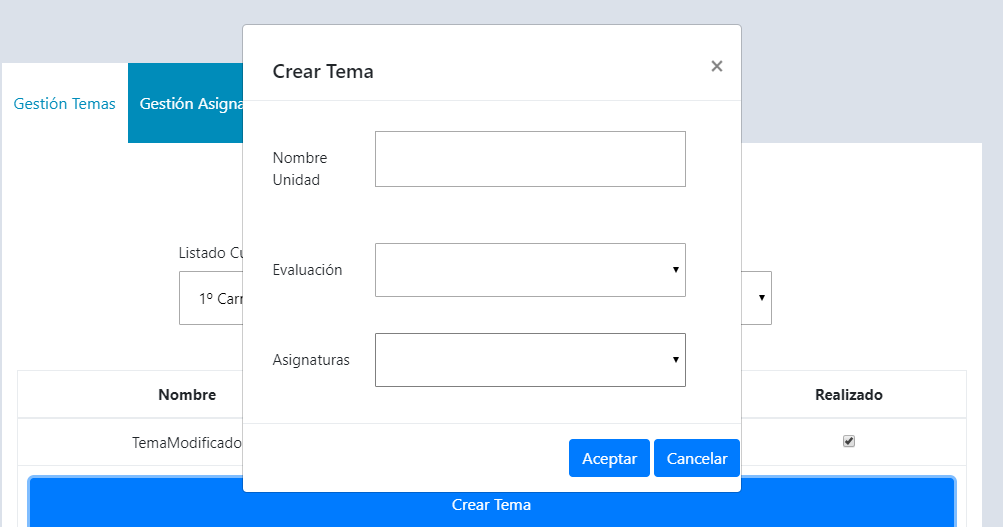 Crear Tema
×
Gestión Temas
Gestión Asigna
Nombre
Unidad
Listado Cu
Evaluación
1º Carr
Asignaturas
Nombre
Realizado
TemaModificado
Aceptar
Cancelar
Crear Tema